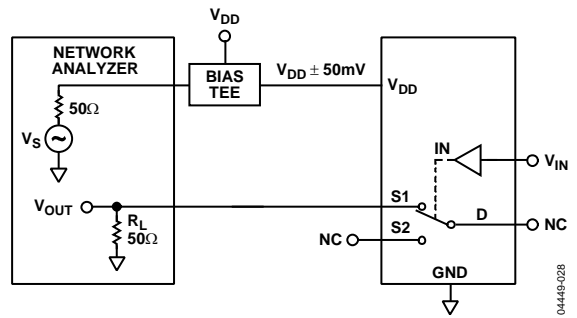 VDD
NETWORK
ANALYZER
BIAS
TEE
VDD ± 50mV
VDD
50Ω
VS
IN
VIN
VOUT
S1
D
NC
RL
50Ω
NC
S2
GND
04449-028